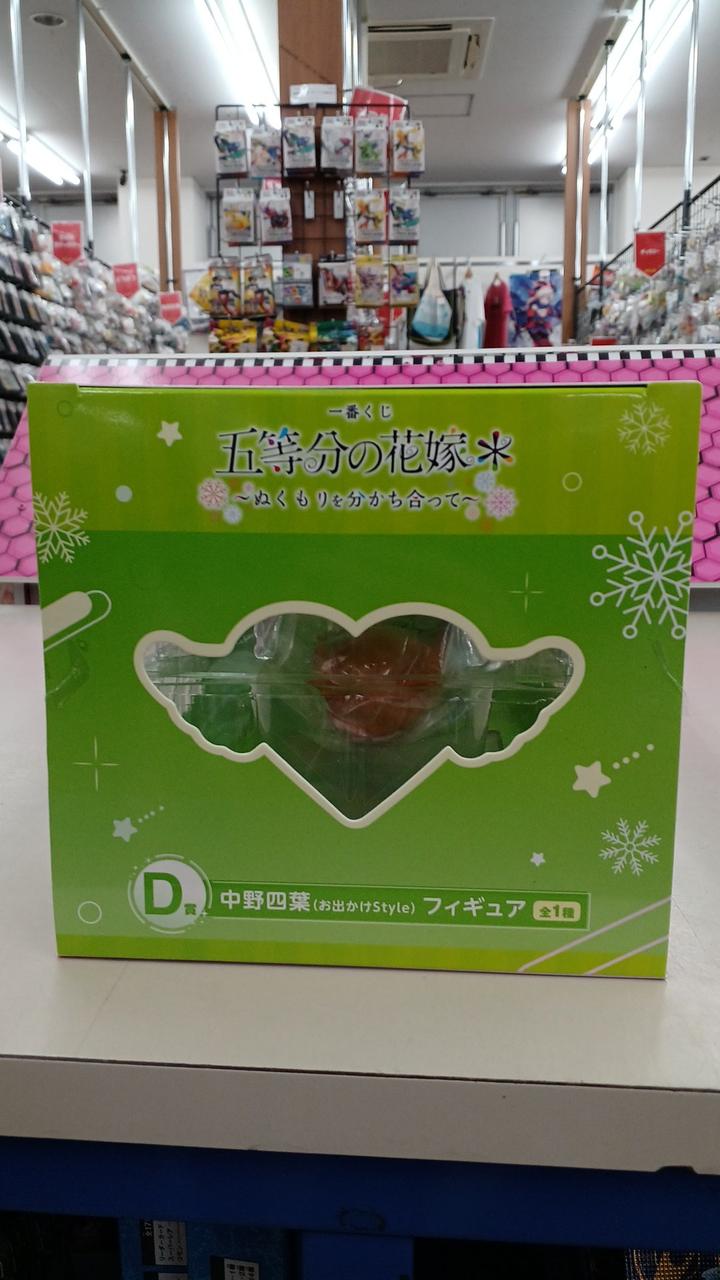 一番くじ
五等分の花嫁*
～ぬくもりを分かち合って～
D賞
中野四葉(お出かけStyle) フィギュア 全1種